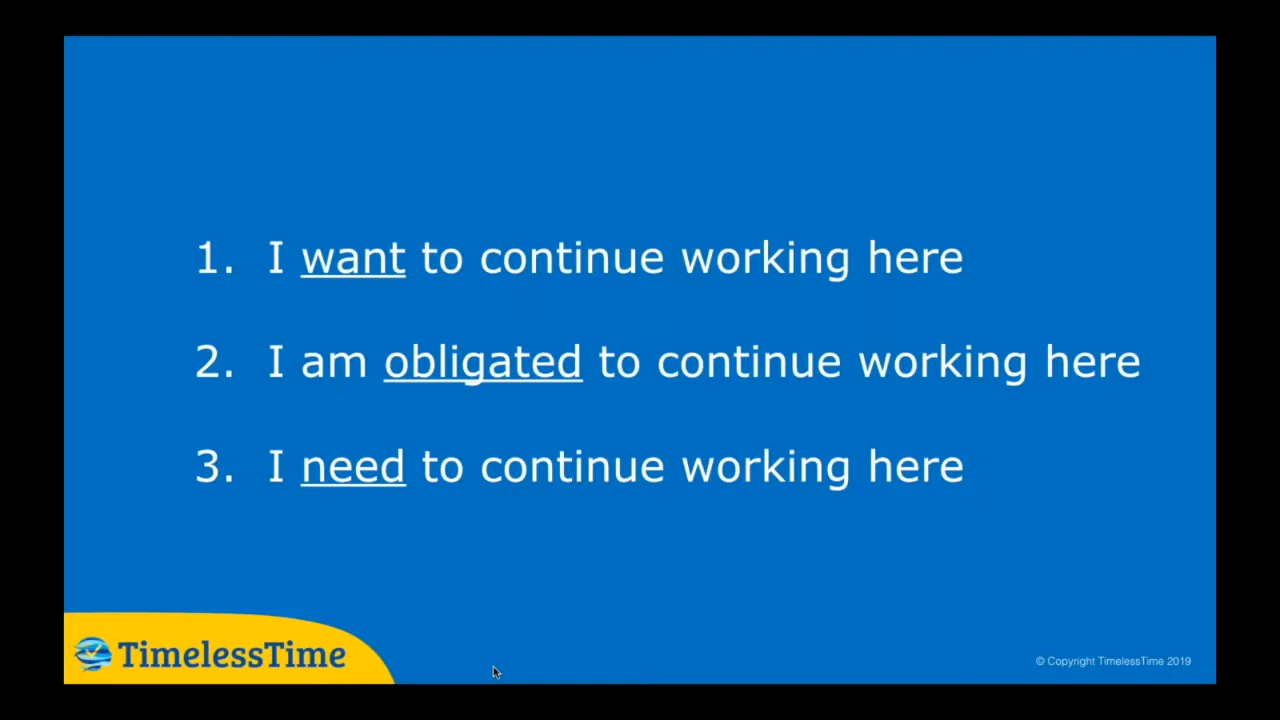 1. I want to continue working here
2. I am obligated to continue working here
3. I need to continue working here
TimelessTime
© Copyright TimelessTime 2019